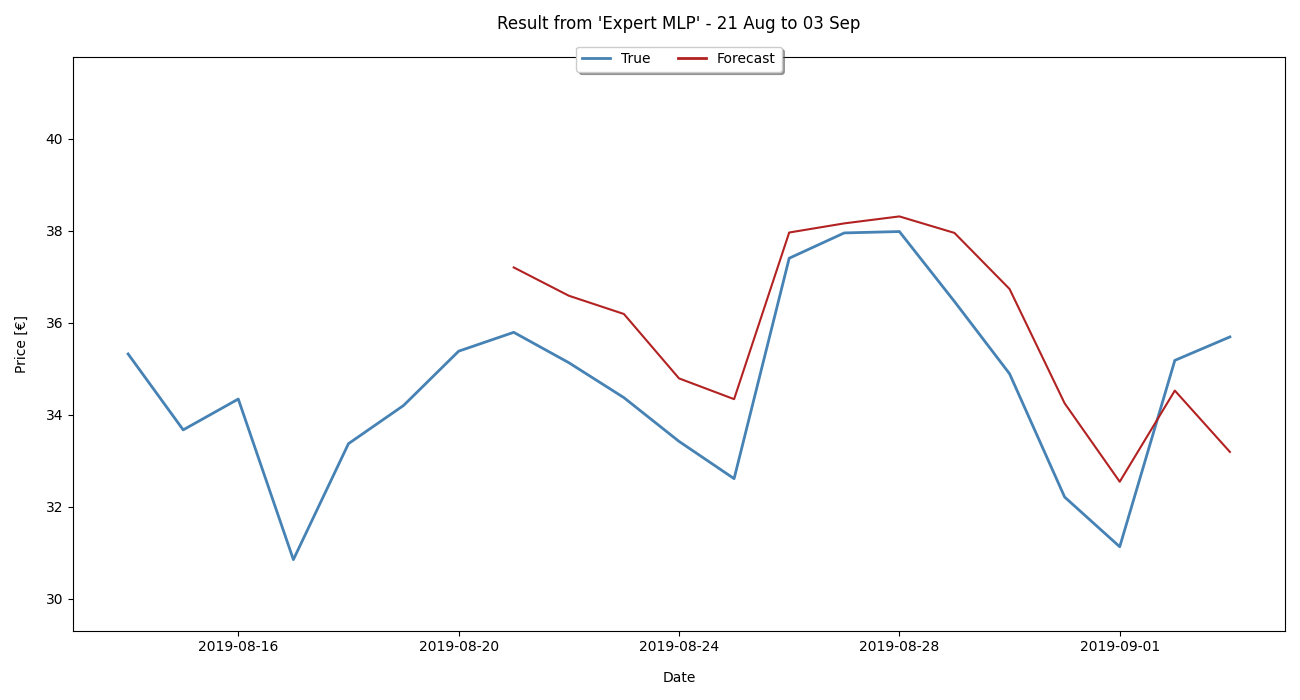 Result from 'Expert MLP' - 21 Aug to 03 Sep
True
Forecast
40
38
36
34
32
30
Price [€]
2019-08-16
2019-08-20
2019-08-24
2019-08-28
2019-09-01
Date